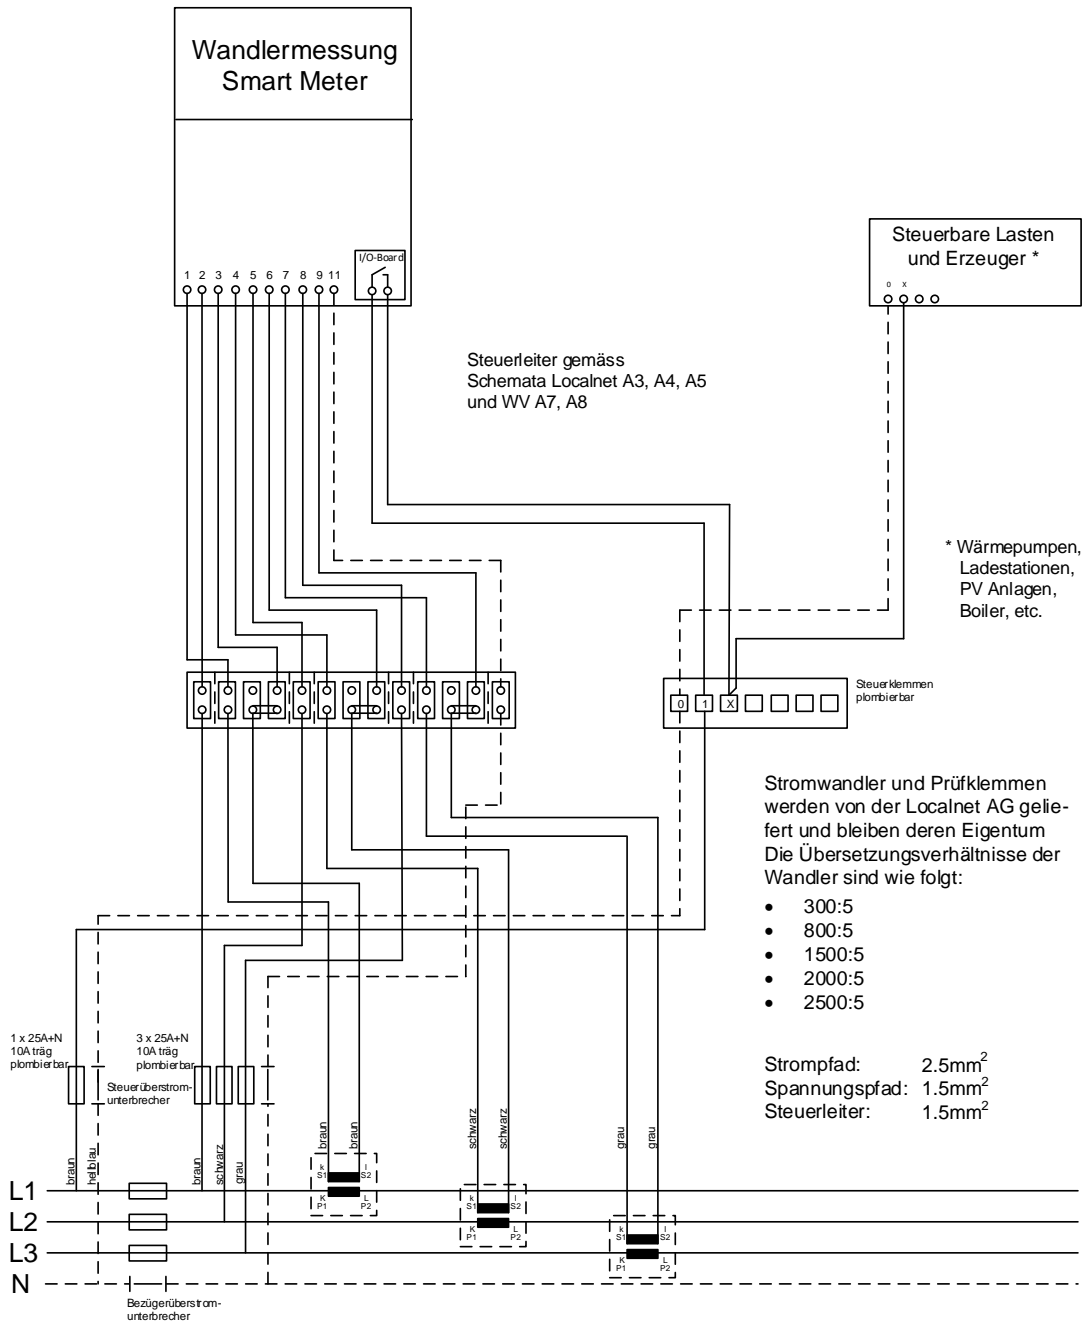 Wandlermessung
Smart Meter
I/O-Board
1 2 3 4 5 6 7 8 9 11
Steuerbare Lasten
und Erzeuger *
0 x
Steuerleiter gemäss
Schemata Localnet A3, A4, A5
und WV A7, A8
* Wärmepumpen,
Ladestationen,
PV Anlagen,
Boiler, etc.
Steuerklemmen
plombierbar
0 1 X
Stromwandler und Prüfklemmen
werden von der Localnet AG gelie-
fert und bleiben deren Eigentum
Die Übersetzungsverhältnisse der
Wandler sind wie folgt:
• 300:5
• 800:5
• 1500:5
• 2000:5
• 2500:5
Strompfad: 2.5mm²
Spannungspfad: 1.5mm²
Steuerleiter: 1.5mm²
1 x 25A+N
10A träg
plombierbar
3 x 25A+N
10A träg
plombierbar
Steuerüberstrom-
unterbrecher
braun
hellblau
braun
schwarz
grau
braun
braun
schwarz
schwarz
grau
grau
k l
S1 S2
K L
P1 P2
k l
S1 S2
K L
P1 P2
k l
S1 S2
K L
P1 P2
L1
L2
L3
N
Bezügerüberstrom-
unterbrecher